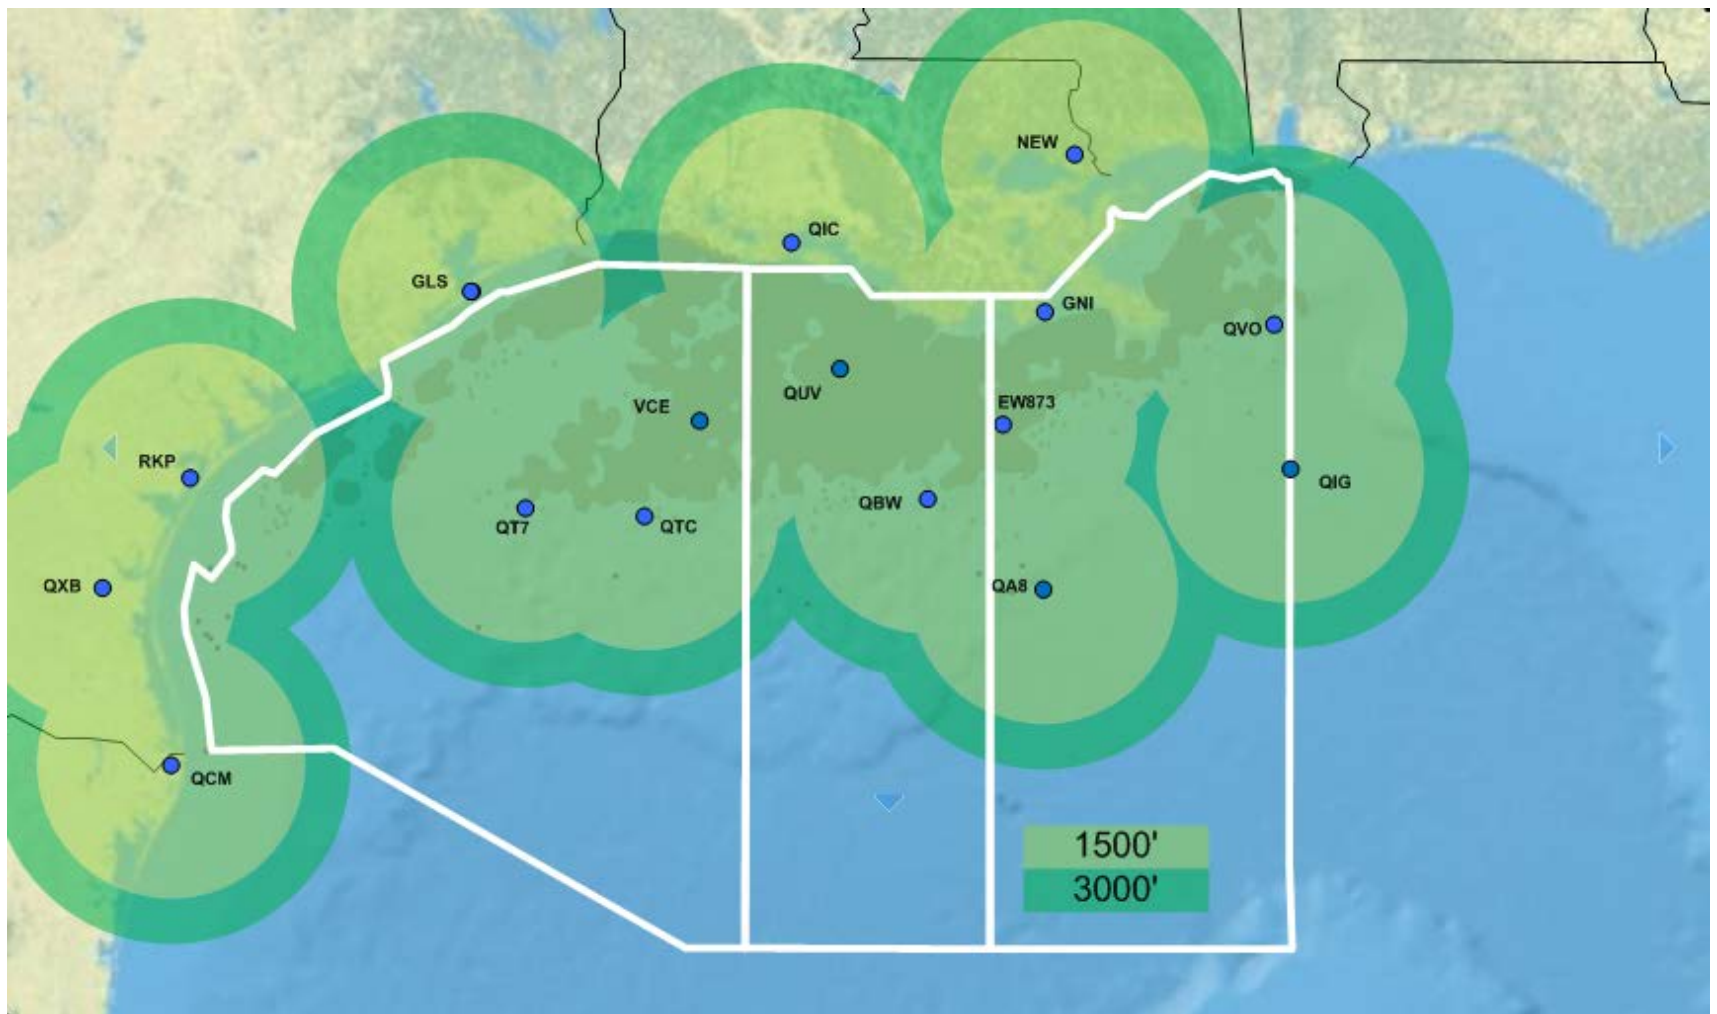 NEW
QIC
GLS
GNI
QVO
QUV
VCE
EW873
RKP
QIG
QBW
QT7
QTC
QXB
QA8
QCM
1500'
3000'